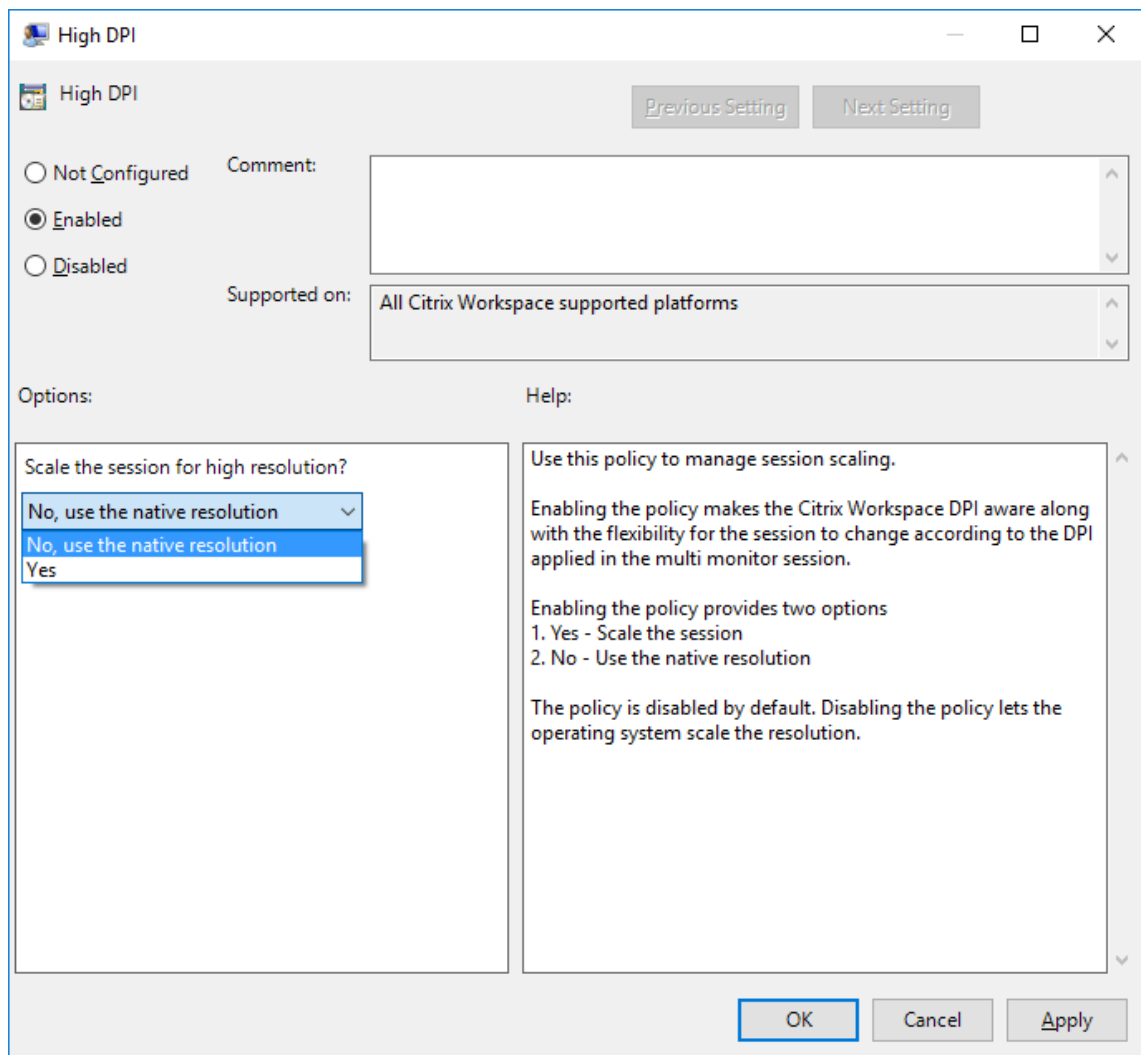 High DPI
High DPI
Previous Setting
Next Setting
Not Configured
Comment:
Enabled
Disabled
Supported on:
All Citrix Workspace supported platforms
Options:
Help:
Scale the session for high resolution?
No, use the native resolution
No, use the native resolution
Yes
Use this policy to manage session scaling.
Enabling the policy makes the Citrix Workspace DPI aware along
with the flexibility for the session to change according to the DPI
applied in the multi monitor session.
Enabling the policy provides two options
1. Yes - Scale the session
2. No - Use the native resolution
The policy is disabled by default. Disabling the policy lets the
operating system scale the resolution.
OK
Cancel
Apply